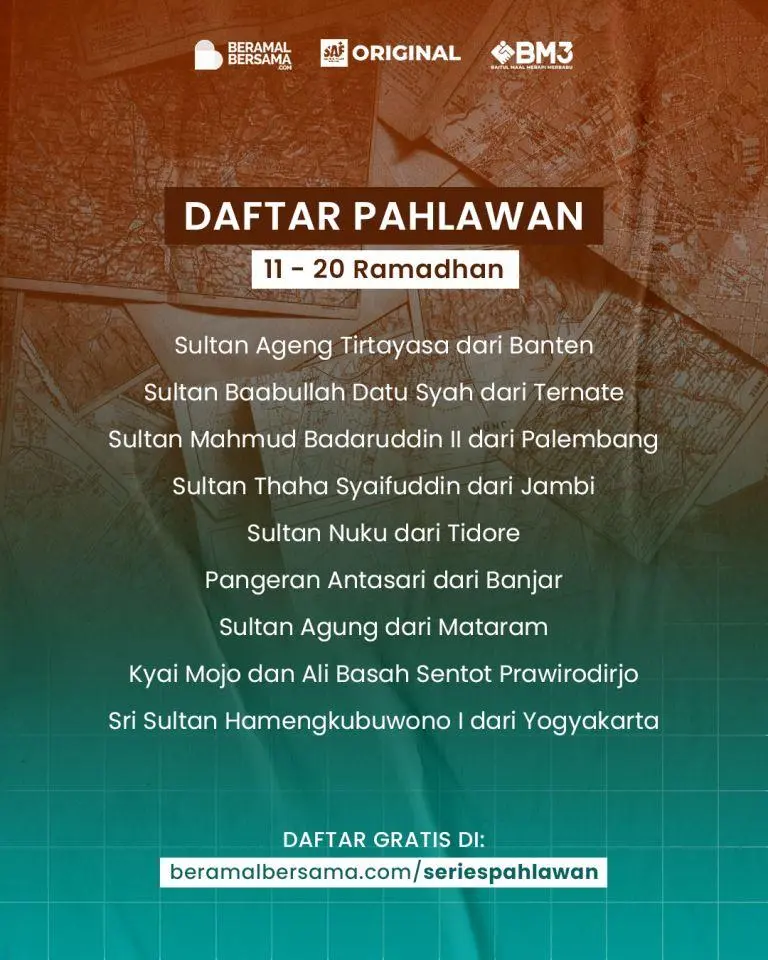 BERAMAL
BERSAMA
.COM
SAF
ORIGINAL
BM3
BAITUL MAAL MERAPI MERBABU
DAFTAR PAHLAWAN
11 - 20 Ramadhan
Sultan Ageng Tirtayasa dari Banten
Sultan Baabullah Datu Syah dari Ternate
Sultan Mahmud Badaruddin II dari Palembang
Sultan Thaha Syaifuddin dari Jambi
Sultan Nuku dari Tidore
Pangeran Antasari dari Banjar
Sultan Agung dari Mataram
Kyai Mojo dan Ali Basah Sentot Prawirodirjo
Sri Sultan Hamengkubuwono I dari Yogyakarta
DAFTAR GRATIS DI:
beramalbersama.com/seriespahlawan